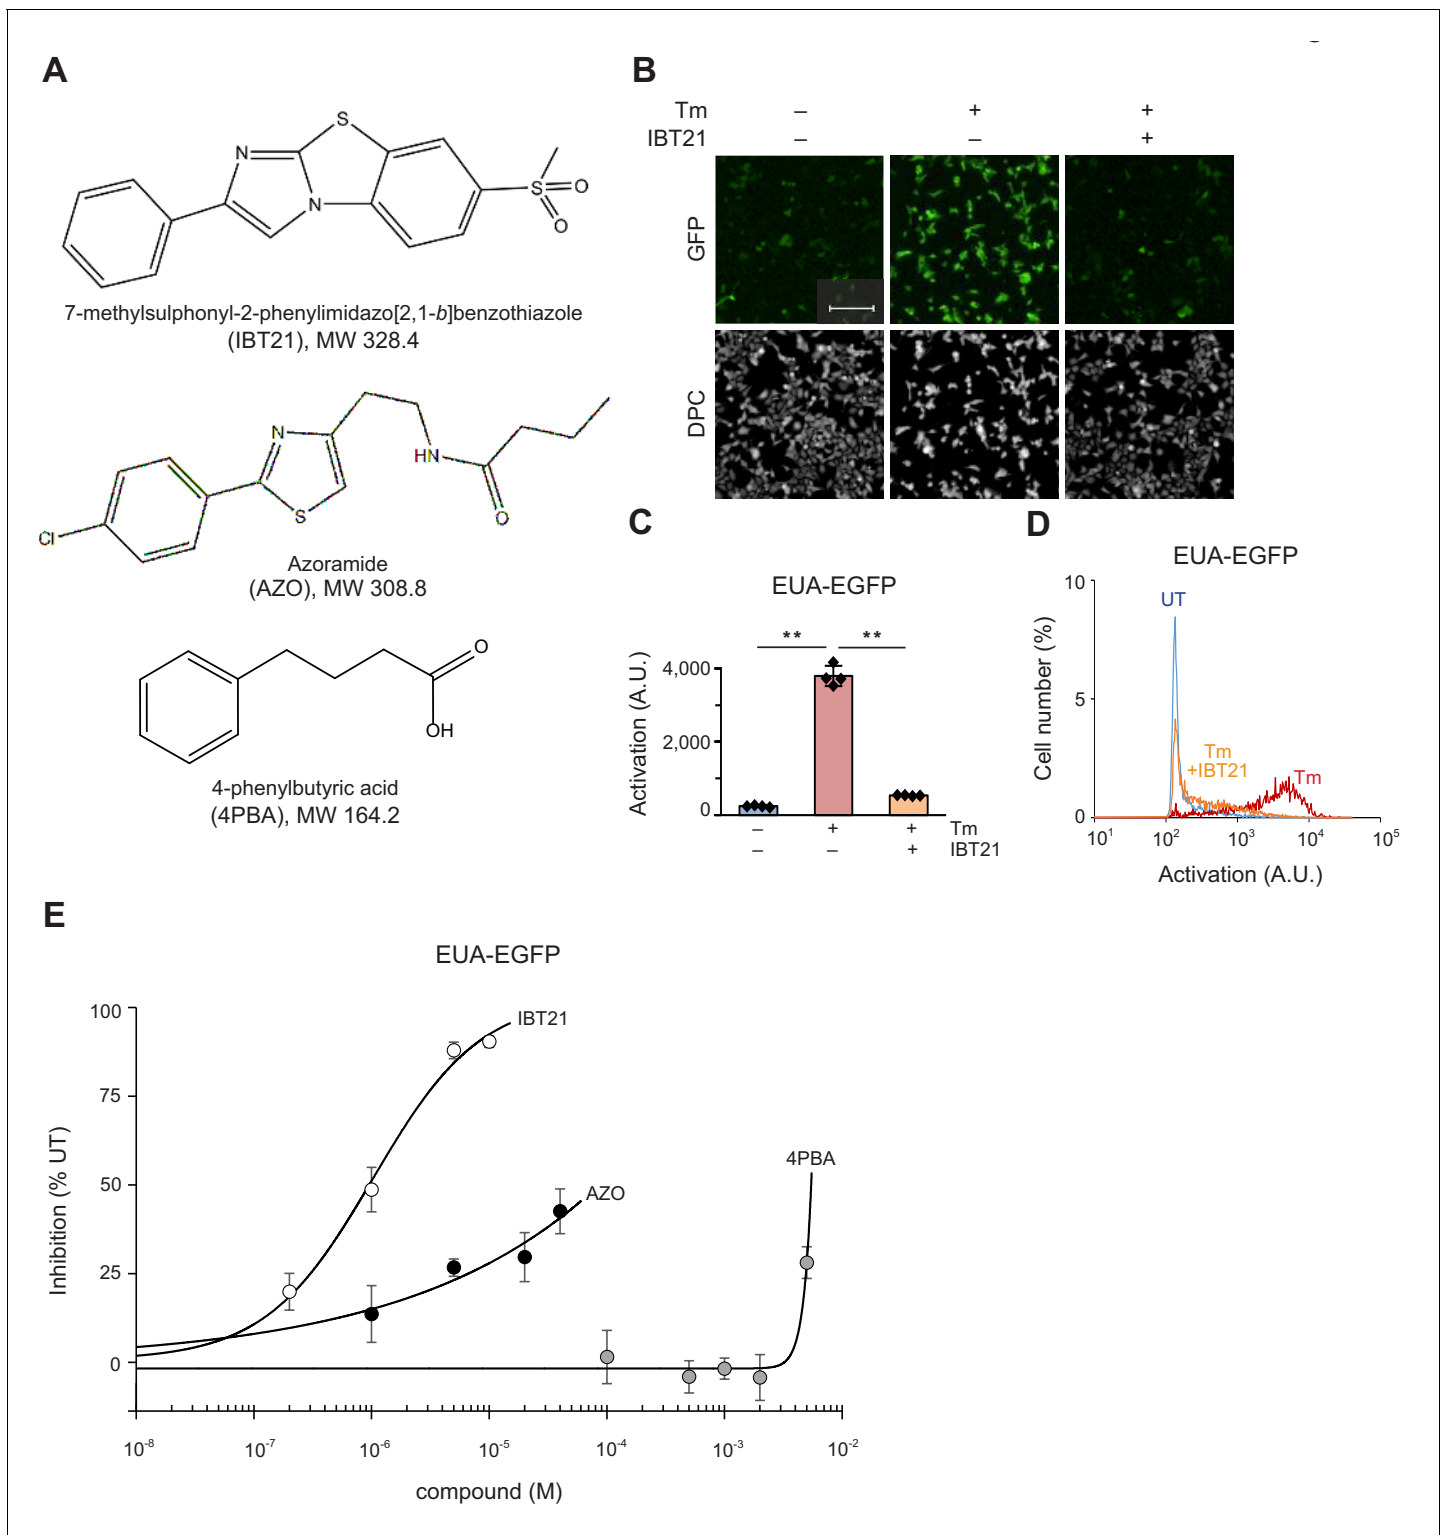 A
S
N
N
S
O
O
7-methylsulphonyl-2-phenylimidazo[2,1-b]benzothiazole
(IBT21), MW 328.4
N
HN
S
O
Cl
Azoramide
(AZO), MW 308.8
O
OH
4-phenylbutyric acid
(4PBA), MW 164.2
B
Tm – + +
IBT21 – – +
GFP
DPC
C
EUA-EGFP
** **
Activation (A.U.)
4,000
2,000
0
– + + Tm
– – + IBT21
D
EUA-EGFP
Cell number (%)
10
5
0
UT
Tm
+IBT21
Tm
10¹ 10² 10³ 10⁴ 10⁵
Activation (A.U.)
E
EUA-EGFP
Inhibition (% UT)
100
75
50
25
0
IBT21
AZO
4PBA
10⁻⁸ 10⁻⁷ 10⁻⁶ 10⁻⁵ 10⁻⁴ 10⁻³ 10⁻²
compound (M)